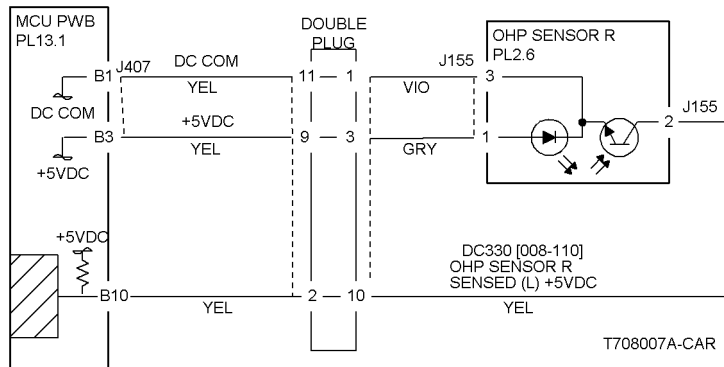 MCU PWB
PL13.1
DOUBLE
PLUG
OHP SENSOR R
PL2.6
B1 J407 DC COM 11 1 J155 3
YEL VIO
DC COM
J155
2
+5VDC
B3 9 3 1
YEL GRY
+5VDC
+5VDC
DC330 [008-110]
OHP SENSOR R
SENSED (L) +5VDC
B10 2 10
YEL YEL
T708007A-CAR